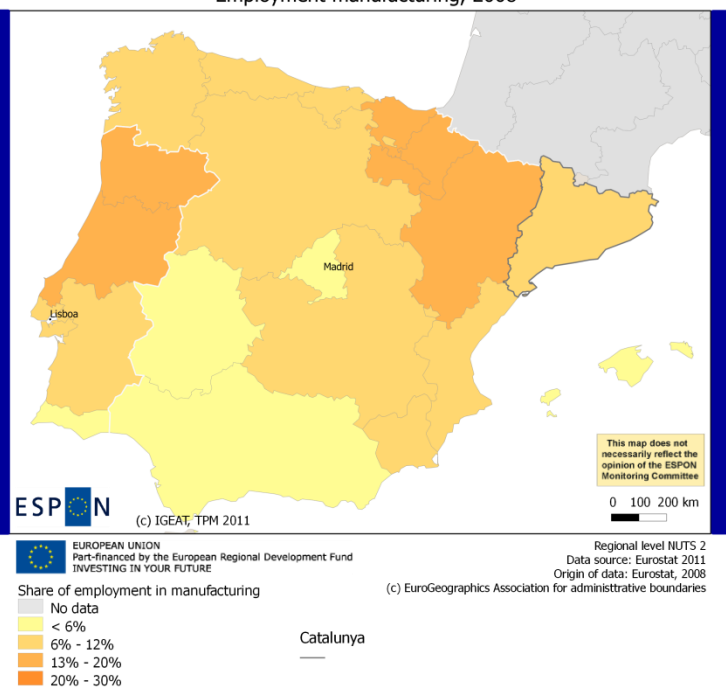 Employment manufacturing, 2008
Madrid
Lisboa
This map does not
necessarily reflect the
opinion of the ESPON
Monitoring Committee
ESPON
(c) IGEAT, TPM 2011
0 100 200 km
EUROPEAN UNION
Part-financed by the European Regional Development Fund
INVESTING IN YOUR FUTURE
Regional level NUTS 2
Data source: Eurostat 2011
Origin of data: Eurostat, 2008
(c) EuroGeographics Association for administrative boundaries
Share of employment in manufacturing
No data
< 6%
6% - 12%
13% - 20%
20% - 30%
Catalunya